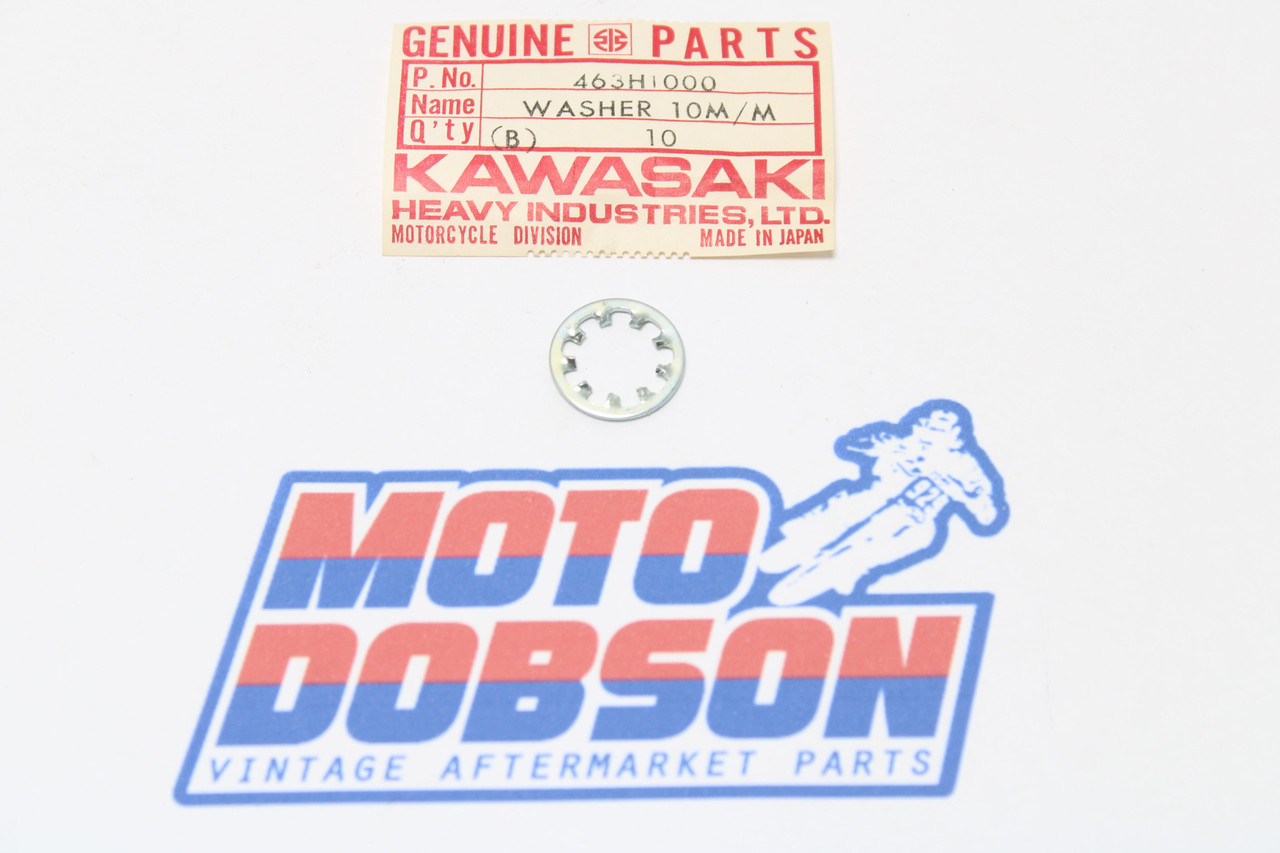 GENUINE PARTS
P. No. 463H1000
Name WASHER 10M/M
Q'ty (B) 10
KAWASAKI
HEAVY INDUSTRIES, LTD.
MOTORCYCLE DIVISION MADE IN JAPAN
92
MOTO
DOBSON
VINTAGE AFTERMARKET PARTS